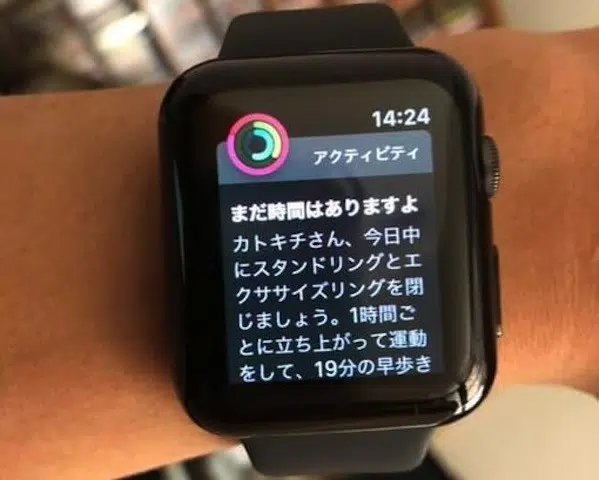 14:24
アクティビティ
まだ時間はありますよ
カトキチさん、今日中
にスタンドリングとエ
クササイズリングを閉
じましょう。1時間ご
とに立ち上がって運動
をして、19分の早歩き